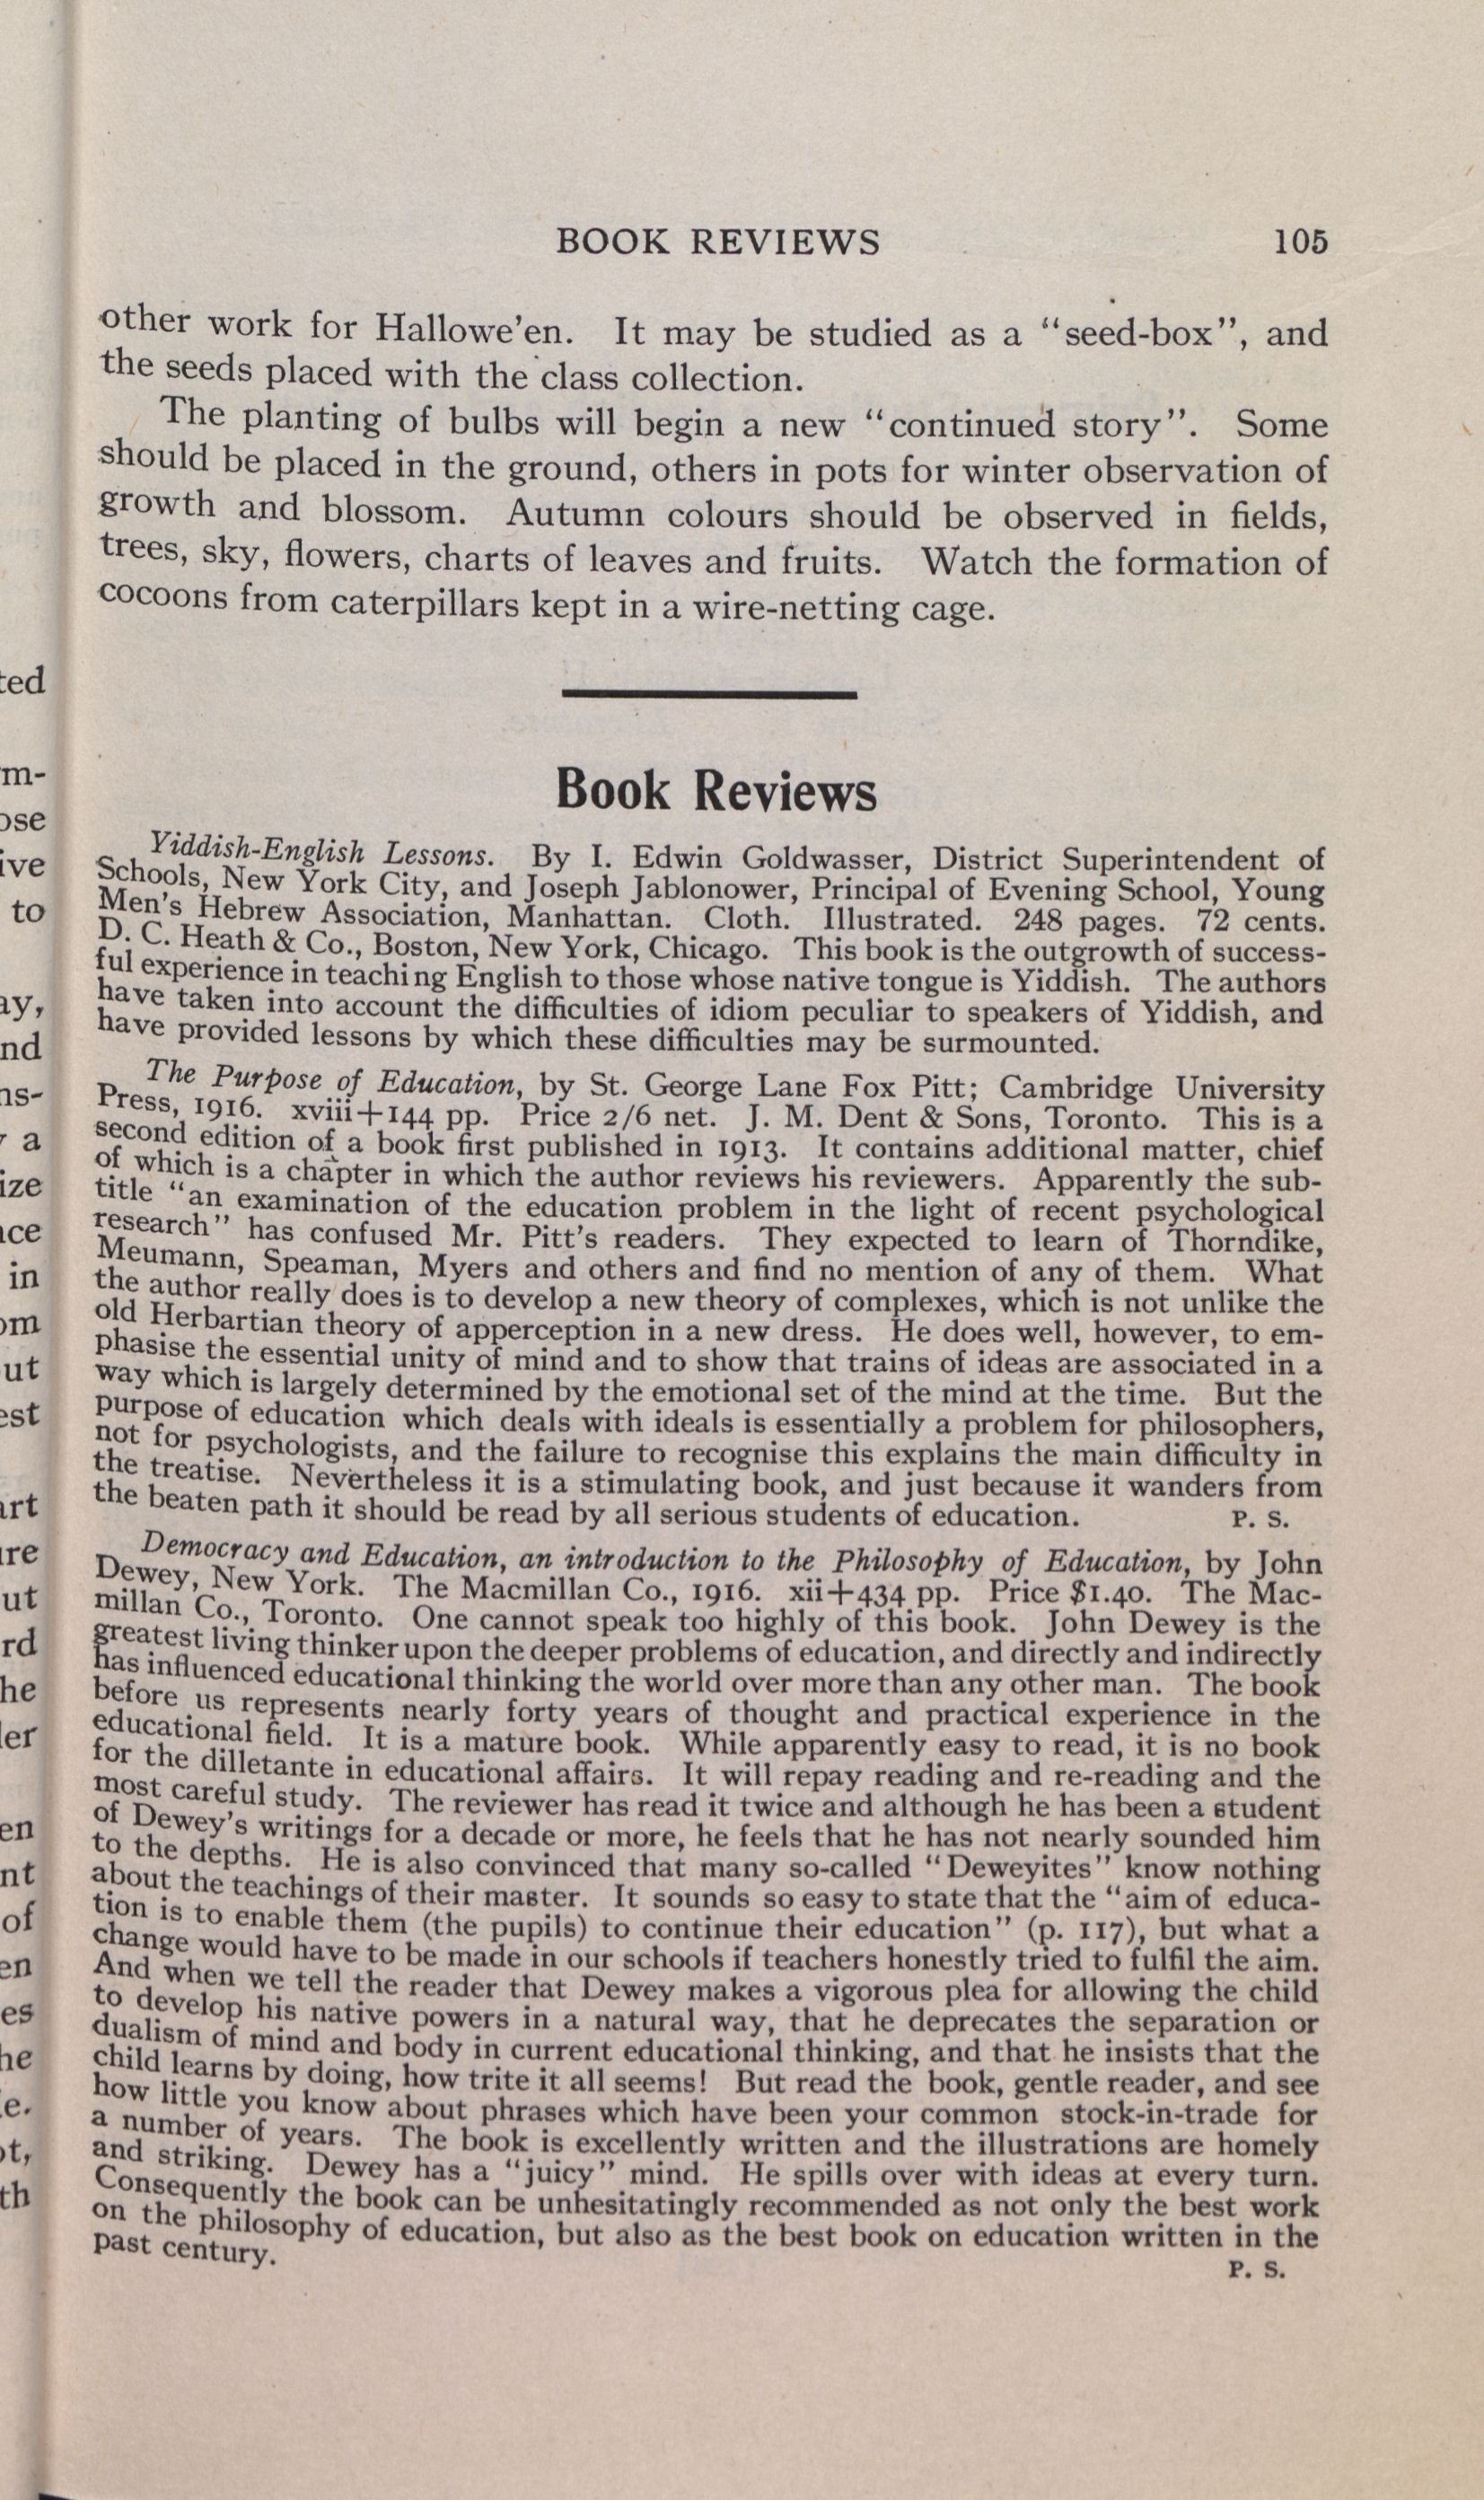 BOOK REVIEWS 105
other work for Hallowe'en. It may be studied as a "seed-box", and
the seeds placed with the class collection.
The planting of bulbs will begin a new "continued story". Some
should be placed in the ground, others in pots for winter observation of
growth and blossom. Autumn colours should be observed in fields,
trees, sky, flowers, charts of leaves and fruits. Watch the formation of
cocoons from caterpillars kept in a wire-netting cage.
Book Reviews
Yiddish-English Lessons. By I. Edwin Goldwasser, District Superintendent of
Schools, New York City, and Joseph Jablonower, Principal of Evening School, Young
Men's Hebrew Association, Manhattan. Cloth. Illustrated. 248 pages. 72 cents.
D. C. Heath & Co., Boston, New York, Chicago. This book is the outgrowth of success-
ful experience in teaching English to those whose native tongue is Yiddish. The authors
have taken into account the difficulties of idiom peculiar to speakers of Yiddish, and
have provided lessons by which these difficulties may be surmounted.
The Purpose of Education, by St. George Lane Fox Pitt; Cambridge University
Press, 1916. xviii+144 pp. Price 2/6 net. J. M. Dent & Sons, Toronto. This is a
second edition of a book first published in 1913. It contains additional matter, chief
of which is a chapter in which the author reviews his reviewers. Apparently the sub-
title "an examination of the education problem in the light of recent psychological
research" has confused Mr. Pitt's readers. They expected to learn of Thorndike,
Meumann, Speaman, Myers and others and find no mention of any of them. What
the author really does is to develop a new theory of complexes, which is not unlike the
old Herbartian theory of apperception in a new dress. He does well, however, to em-
phasise the essential unity of mind and to show that trains of ideas are associated in a
way which is largely determined by the emotional set of the mind at the time. But the
purpose of education which deals with ideals is essentially a problem for philosophers,
not for psychologists, and the failure to recognise this explains the main difficulty in
the treatise. Nevertheless it is a stimulating book, and just because it wanders from
the beaten path it should be read by all serious students of education. P. S.
Democracy and Education, an introduction to the Philosophy of Education, by John
Dewey, New York. The Macmillan Co., 1916. xii+434 pp. Price $1.40. The Mac-
millan Co., Toronto. One cannot speak too highly of this book. John Dewey is the
greatest living thinker upon the deeper problems of education, and directly and indirectly
has influenced educational thinking the world over more than any other man. The book
before us represents nearly forty years of thought and practical experience in the
educational field. It is a mature book. While apparently easy to read, it is no book
for the dilletante in educational affairs. It will repay reading and re-reading and the
most careful study. The reviewer has read it twice and although he has been a student
of Dewey's writings for a decade or more, he feels that he has not nearly sounded him
to the depths. He is also convinced that many so-called "Deweyites" know nothing
about the teachings of their master. It sounds so easy to state that the "aim of educa-
tion is to enable them (the pupils) to continue their education" (p. 117), but what a
change would have to be made in our schools if teachers honestly tried to fulfil the aim.
And when we tell the reader that Dewey makes a vigorous plea for allowing the child
to develop his native powers in a natural way, that he deprecates the separation or
dualism of mind and body in current educational thinking, and that he insists that the
child learns by doing, how trite it all seems! But read the book, gentle reader, and see
how little you know about phrases which have been your common stock-in-trade for
a number of years. The book is excellently written and the illustrations are homely
and striking. Dewey has a "juicy" mind. He spills over with ideas at every turn.
Consequently the book can be unhesitatingly recommended as not only the best work
on the philosophy of education, but also as the best book on education written in the
past century.
P. S.